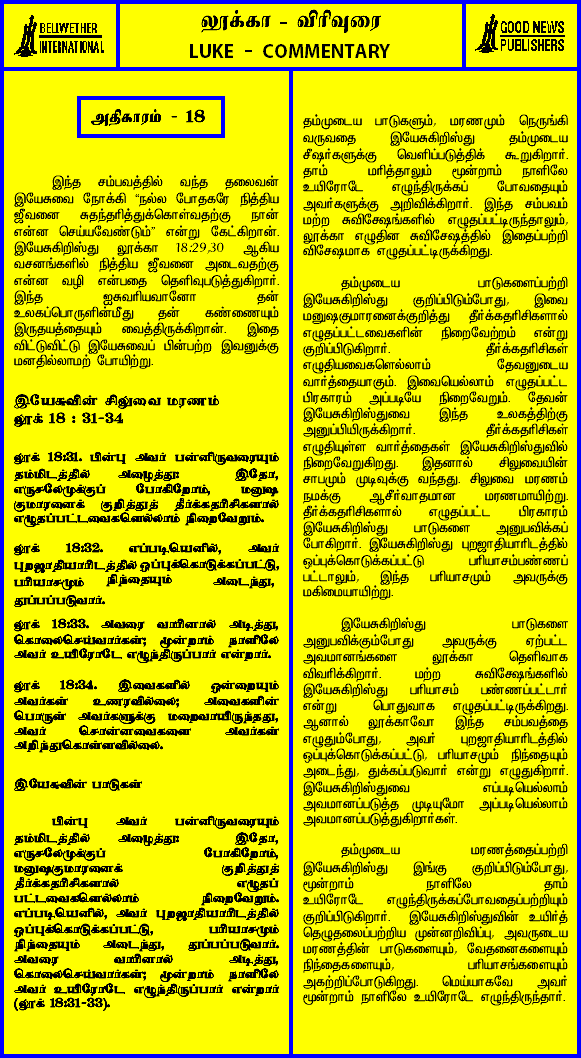 BELWETHER
INTERNATIONAL
லூக்கா - விரிவுரை
LUKE - COMMENTARY
GOOD NEWS
PUBLISHERS
அதிகாரம் - 18
இந்த சம்பவத்தில் வந்த தலைவன்
இயேசுவை நோக்கி “நல்ல போதகரே நித்திய
ஜீவனை சுதந்தரித்துக்கொள்வதற்கு நான்
என்ன செய்யவேண்டும்” என்று கேட்கிறான்.
இயேசுகிறிஸ்து லூக்கா 18:29,30 ஆகிய
வசனங்களில் நித்திய ஜீவனை அடைவதற்கு
என்ன வழி என்பதை தெளிவுபடுத்துகிறார்.
இந்த ஐசுவரியவானோ தன்
உலகப்பொருளின்மீது தன் கண்ணையும்
இருதயத்தையும் வைத்திருக்கிறான். இதை
விட்டுவிட்டு இயேசுவைப் பின்பற்ற இவனுக்கு
மனதில்லாமற் போயிற்று.
இயேசுவின் சிலுவை மரணம்
லூக் 18 : 31-34
லூக் 18:31. பின்பு அவர் பன்னிருவரையும்
தம்மிடத்தில் அழைத்து: இதோ,
எருசலேமுக்குப் போகிறோம், மனுஷ
குமாரனைக் குறித்துத் தீர்க்கதரிசிகளால்
எழுதப்பட்டவைகளெல்லாம் நிறைவேறும்.
லூக் 18:32. எப்படியெனில், அவர்
புறஜாதியாரிடத்தில் ஒப்புக்கொடுக்கப்பட்டு,
பரியாசமும் நிந்தையும் அடைந்து,
துப்பப்படுவார்.
லூக் 18:33. அவரை வாரினால் அடித்து,
கொலைசெய்வார்கள்; மூன்றாம் நாளிலே
அவர் உயிரோடே எழுந்திருப்பார் என்றார்.
லூக் 18:34. இவைகளில் ஒன்றையும்
அவர்கள் உணரவில்லை; அவைகளின்
பொருள் அவர்களுக்கு மறைவாயிருந்தது,
அவர் சொன்னவைகளை அவர்கள்
அறிந்துகொள்ளவில்லை.
இயேசுவின் பாடுகள்
பின்பு அவர் பன்னிருவரையும்
தம்மிடத்தில் அழைத்து: இதோ,
எருசலேமுக்குப் போகிறோம்,
மனுஷகுமாரனைக் குறித்துத்
தீர்க்கதரிசிகளால் எழுதப்
பட்டவைகளெல்லாம் நிறைவேறும்.
எப்படியெனில், அவர் புறஜாதியாரிடத்தில்
ஒப்புக்கொடுக்கப்பட்டு, பரியாசமும்
நிந்தையும் அடைந்து, துப்பப்படுவார்.
அவரை வாரினால் அடித்து,
கொலைசெய்வார்கள்; மூன்றாம் நாளிலே
அவர் உயிரோடே எழுந்திருப்பார் என்றார்
(லூக் 18:31-33).
தம்முடைய பாடுகளும், மரணமும் நெருங்கி
வருவதை இயேசுகிறிஸ்து தம்முடைய
சீஷர்களுக்கு வெளிப்படுத்திக் கூறுகிறார்.
தாம் மரித்தாலும் மூன்றாம் நாளிலே
உயிரோடே எழுந்திருக்கப் போவதையும்
அவர்களுக்கு அறிவிக்கிறார். இந்த சம்பவம்
மற்ற சுவிசேஷங்களில் எழுதப்பட்டிருந்தாலும்,
லூக்கா எழுதின சுவிசேஷத்தில் இதைப்பற்றி
விசேஷமாக எழுதப்பட்டிருக்கிறது.
தம்முடைய பாடுகளைப்பற்றி
இயேசுகிறிஸ்து குறிப்பிடும்போது, இவை
மனுஷகுமாரனைக்குறித்து தீர்க்கதரிசிகளால்
எழுதப்பட்டவைகளின் நிறைவேற்றம் என்று
குறிப்பிடுகிறார். தீர்க்கதரிசிகள்
எழுதியவைகளெல்லாம் தேவனுடைய
வார்த்தையாகும். இவையெல்லாம் எழுதப்பட்ட
பிரகாரம் அப்படியே நிறைவேறும். தேவன்
இயேசுகிறிஸ்துவை இந்த உலகத்திற்கு
அனுப்பியிருக்கிறார். தீர்க்கதரிசிகள்
எழுதியுள்ள வார்த்தைகள் இயேசுகிறிஸ்துவில்
நிறைவேறுகிறது. இதனால் சிலுவையின்
சாபமும் முடிவுக்கு வந்தது. சிலுவை மரணம்
நமக்கு ஆசீர்வாதமான மரணமாயிற்று.
தீர்க்கதரிசிகளால் எழுதப்பட்ட பிரகாரம்
இயேசுகிறிஸ்து பாடுகளை அனுபவிக்கப்
போகிறார். இயேசுகிறிஸ்து புறஜாதியாரிடத்தில்
ஒப்புக்கொடுக்கப்பட்டு பரியாசம்பண்ணப்
பட்டாலும், இந்த பரியாசமும் அவருக்கு
மகிமையாயிற்று.
இயேசுகிறிஸ்து பாடுகளை
அனுபவிக்கும்போது அவருக்கு ஏற்பட்ட
அவமானங்களை லூக்கா தெளிவாக
விவரிக்கிறார். மற்ற சுவிசேஷங்களில்
இயேசுகிறிஸ்து பரியாசம் பண்ணப்பட்டார்
என்று பொதுவாக எழுதப்பட்டிருக்கிறது.
ஆனால் லூக்காவோ இந்த சம்பவத்தை
எழுதும்போது, அவர் புறஜாதியாரிடத்தில்
ஒப்புக்கொடுக்கப்பட்டு, பரியாசமும் நிந்தையும்
அடைந்து, துக்கப்படுவார் என்று எழுதுகிறார்.
இயேசுகிறிஸ்துவை எப்படியெல்லாம்
அவமானப்படுத்த முடியுமோ அப்படியெல்லாம்
அவமானப்படுத்துகிறார்கள்.
தம்முடைய மரணத்தைப்பற்றி
இயேசுகிறிஸ்து இங்கு குறிப்பிடும்போது,
மூன்றாம் நாளிலே தாம்
உயிரோடே எழுந்திருக்கப்போவதைப்பற்றியும்
குறிப்பிடுகிறார். இயேசுகிறிஸ்துவின் உயிர்த்
தெழுதலைப்பற்றிய முன்னறிவிப்பு, அவருடைய
மரணத்தின் பாடுகளையும், வேதனைகளையும்
நிந்தைகளையும், பரியாசங்களையும்
அகற்றிப்போடுகிறது. மெய்யாகவே அவர்
மூன்றாம் நாளிலே உயிரோடே எழுந்திருந்தார்.